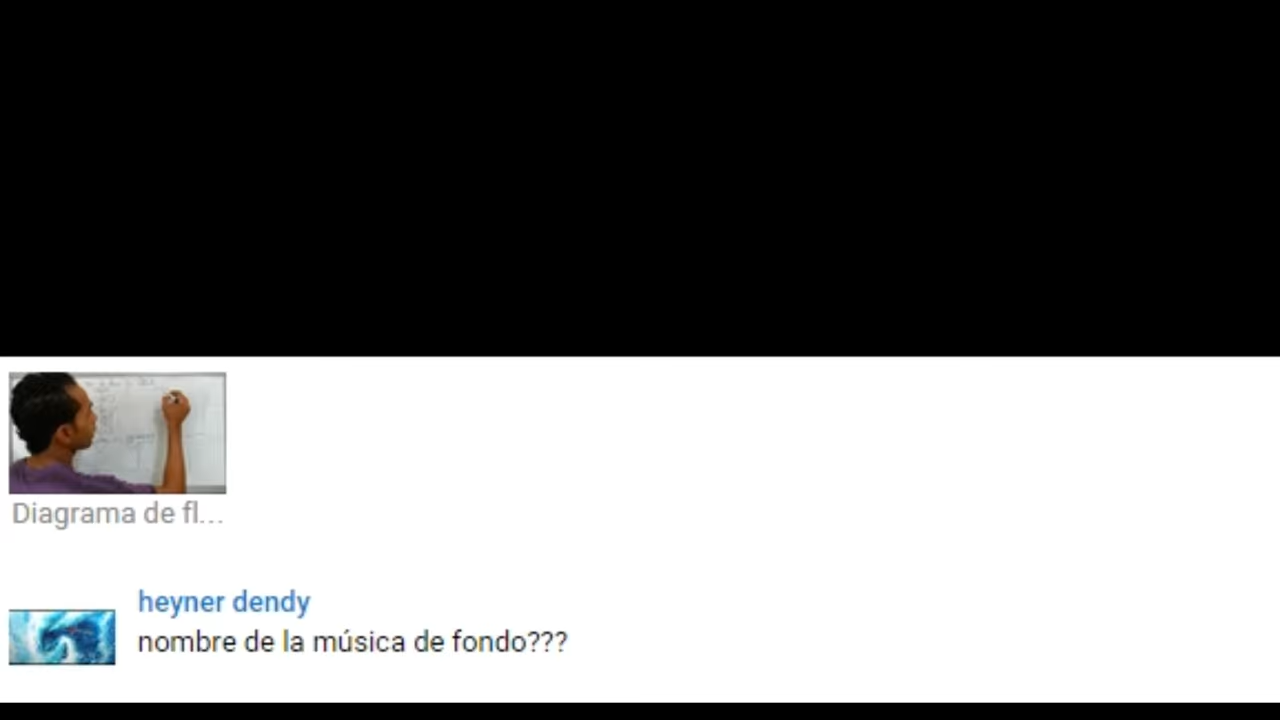 Diagrama de fl...
heyner dendy
nombre de la música de fondo???